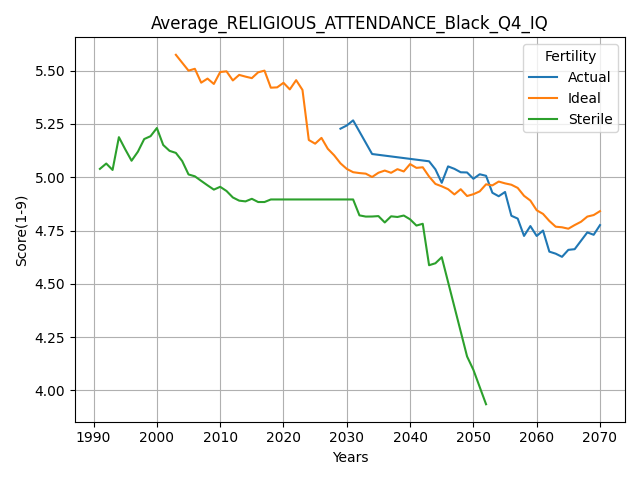 Average_RELIGIOUS_ATTENDANCE_Black_Q4_IQ
Fertility
Actual
Ideal
Sterile
Score(1-9)
5.50
5.25
5.00
4.75
4.50
4.25
4.00
1990 2000 2010 2020 2030 2040 2050 2060 2070
Years